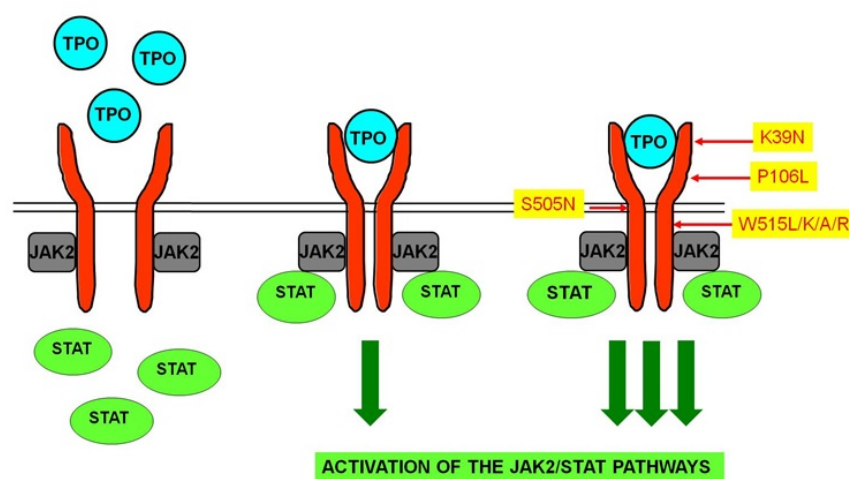 TPO
TPO
TPO
TPO
TPO
K39N
P106L
S505N
W515L/K/A/R
JAK2
JAK2
JAK2
JAK2
JAK2
JAK2
STAT
STAT
STAT
STAT
STAT
STAT
STAT
ACTIVATION OF THE JAK2/STAT PATHWAYS